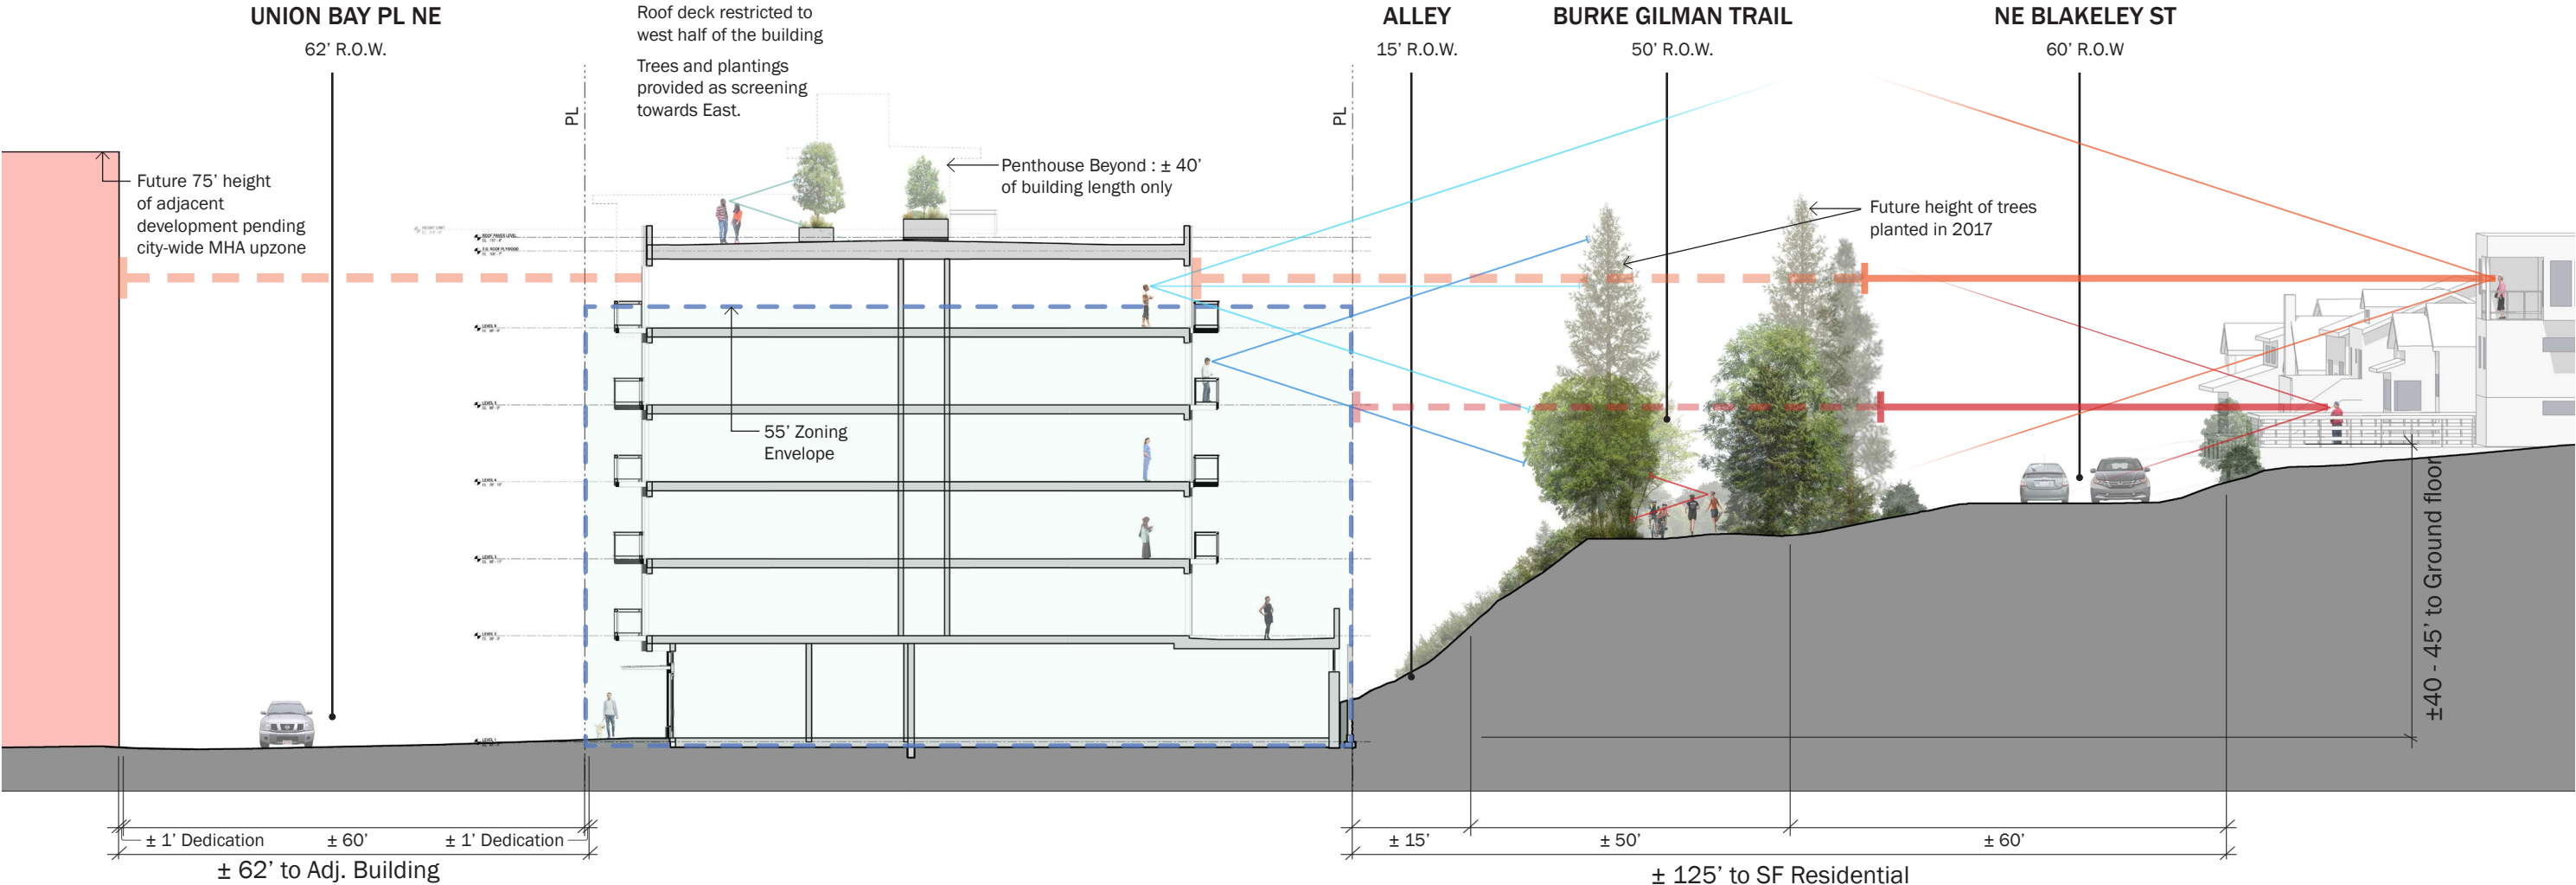 UNION BAY PL NE
62' R.O.W.
Roof deck restricted to
west half of the building
Trees and plantings
provided as screening
towards East.
ALLEY
15' R.O.W.
BURKE GILMAN TRAIL
50' R.O.W.
NE BLAKELEY ST
60' R.O.W
PL
PL
Future 75' height
of adjacent
development pending
city-wide MHA upzone
Penthouse Beyond : ± 40'
of building length only
Future height of trees
planted in 2017
55' Zoning
Envelope
±40 - 45' to Ground floor
± 1' Dedication
± 60'
± 1' Dedication
± 62' to Adj. Building
± 15'
± 50'
± 60'
± 125' to SF Residential